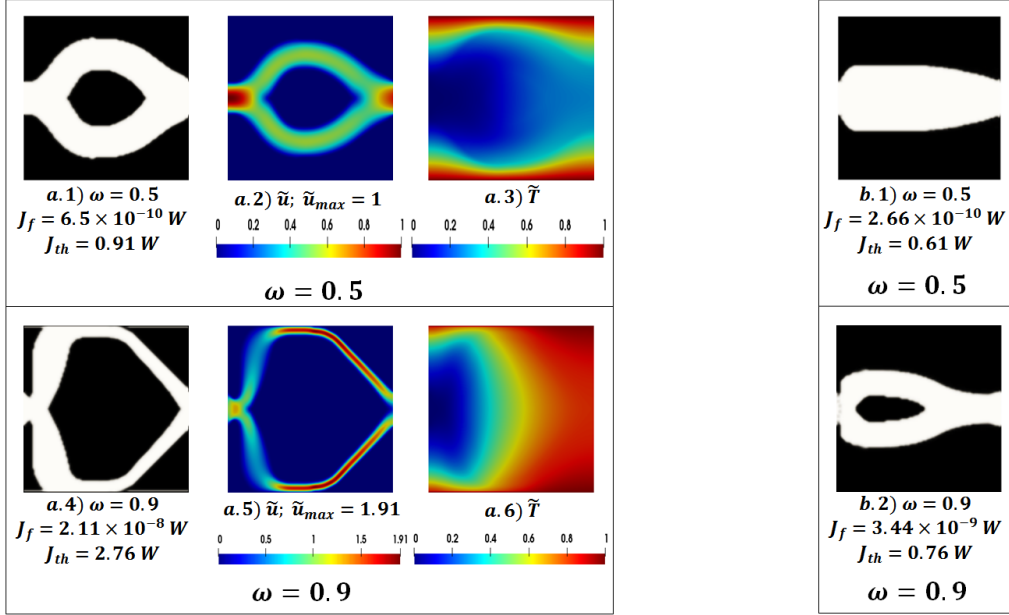 a.1) ω = 0.5
J_f = 6.5 × 10⁻¹⁰ W
J_th = 0.91 W
a.2) ũ; ũ_max = 1
0 0.2 0.4 0.6 0.8 1
a.3) T̃
0 0.2 0.4 0.6 0.8 1
ω = 0.5
b.1) ω = 0.5
J_f = 2.66 × 10⁻¹⁰ W
J_th = 0.61 W
ω = 0.5
a.4) ω = 0.9
J_f = 2.11 × 10⁻⁸ W
J_th = 2.76 W
a.5) ũ; ũ_max = 1.91
0 0.5 1 1.5 1.91
a.6) T̃
0 0.2 0.4 0.6 0.8 1
ω = 0.9
b.2) ω = 0.9
J_f = 3.44 × 10⁻⁹ W
J_th = 0.76 W
ω = 0.9